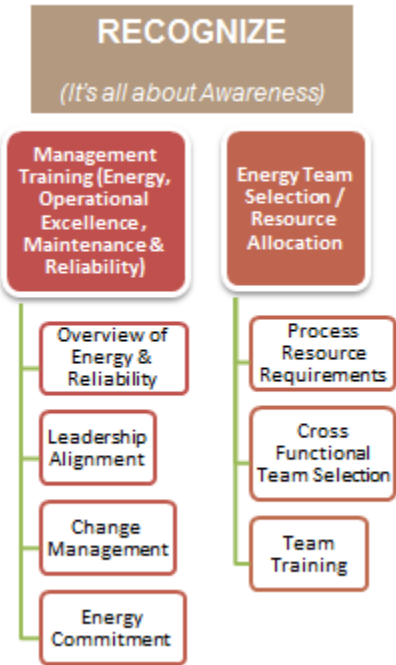 RECOGNIZE
(It's all about Awareness)
Management
Training (Energy,
Operational
Excellence,
Maintenance &
Reliability)
Overview of
Energy &
Reliability
Leadership
Alignment
Change
Management
Energy
Commitment
Energy Team
Selection /
Resource
Allocation
Process
Resource
Requirements
Cross
Functional
Team Selection
Team
Training